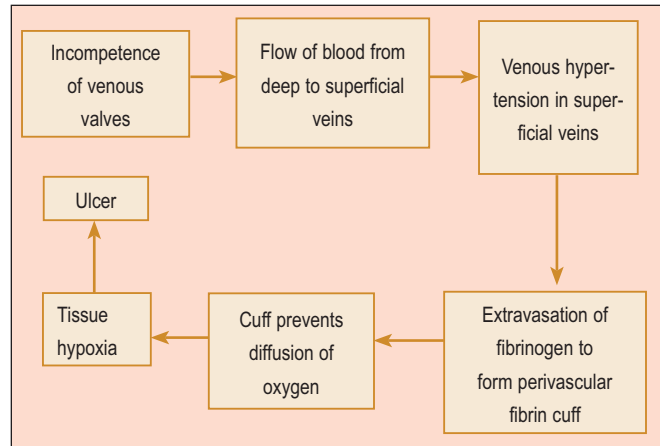 Incompetence
of venous
valves
Flow of blood from
deep to superficial
veins
Venous hyper-
tension in super-
ficial veins
Extravasation of
fibrinogen to
form perivascular
fibrin cuff
Cuff prevents
diffusion of
oxygen
Tissue
hypoxia
Ulcer